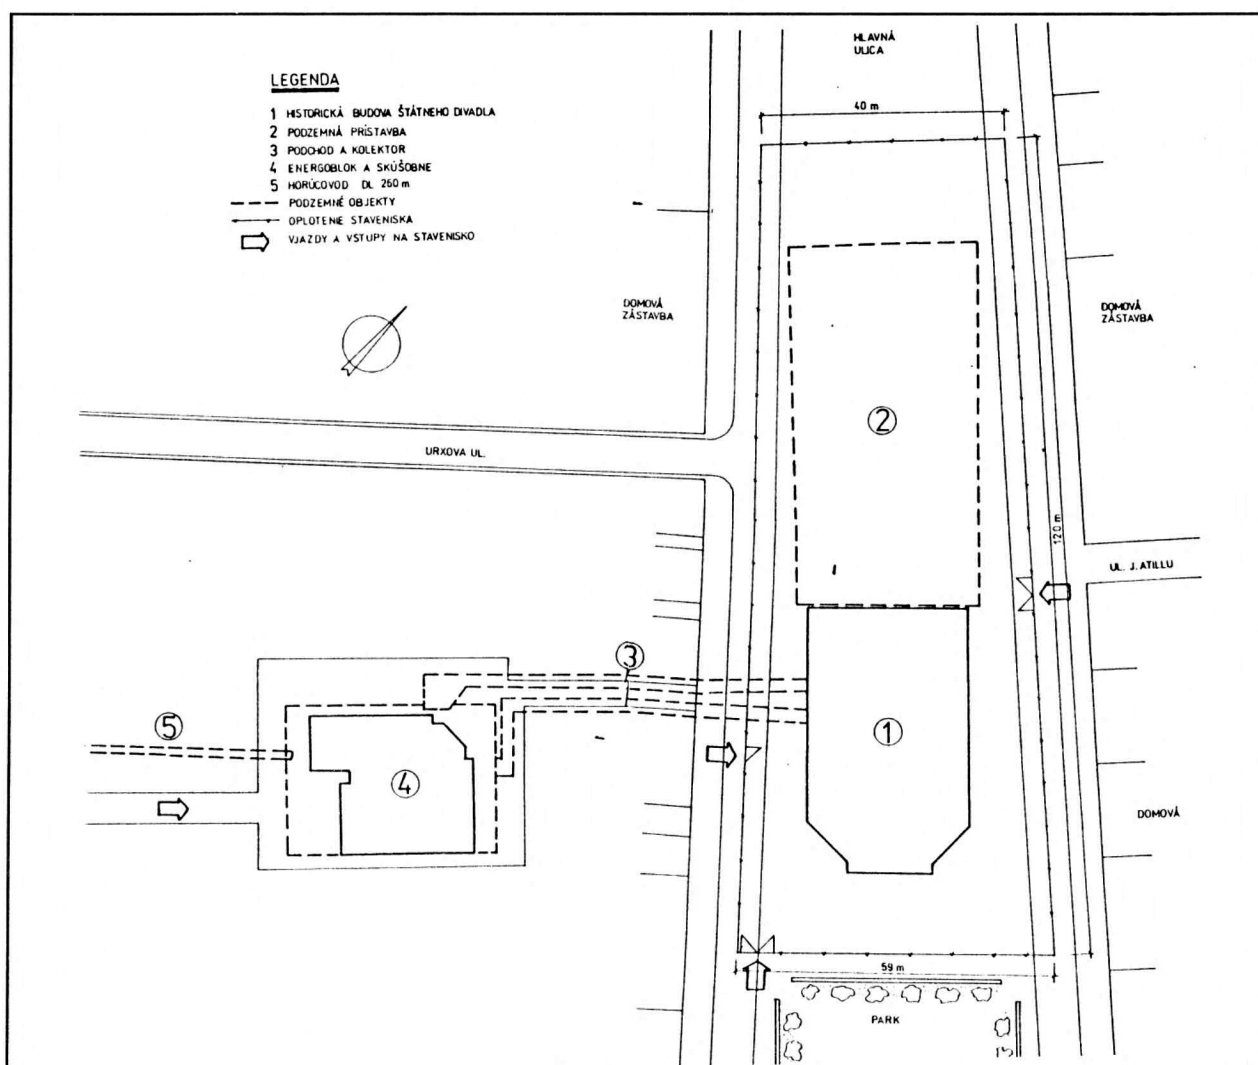 HLAVNÁ
ULICA
LEGENDA
1 HISTORICKÁ BUDOVA ŠTÁTNEHO DIVADLA
2 PODZEMNÁ PRÍSTAVBA
3 PODCHOD A KOLEKTOR
4 ENERGOBLOK A SKÚŠOBNE
5 HORÚCOVOD DL 260 m
PODZEMNÉ OBJEKTY
OPLOTENIE STAVENISKA
VJAZDY A VSTUPY NA STAVENISKO
40 m
DOMOVÁ
ZÁSTAVBA
DOMOVÁ
ZÁSTAVBA
2
URXOVA UL.
120 m
UL. J. ATILLU
3
5
1
4
DOMOVÁ
59 m
PARK